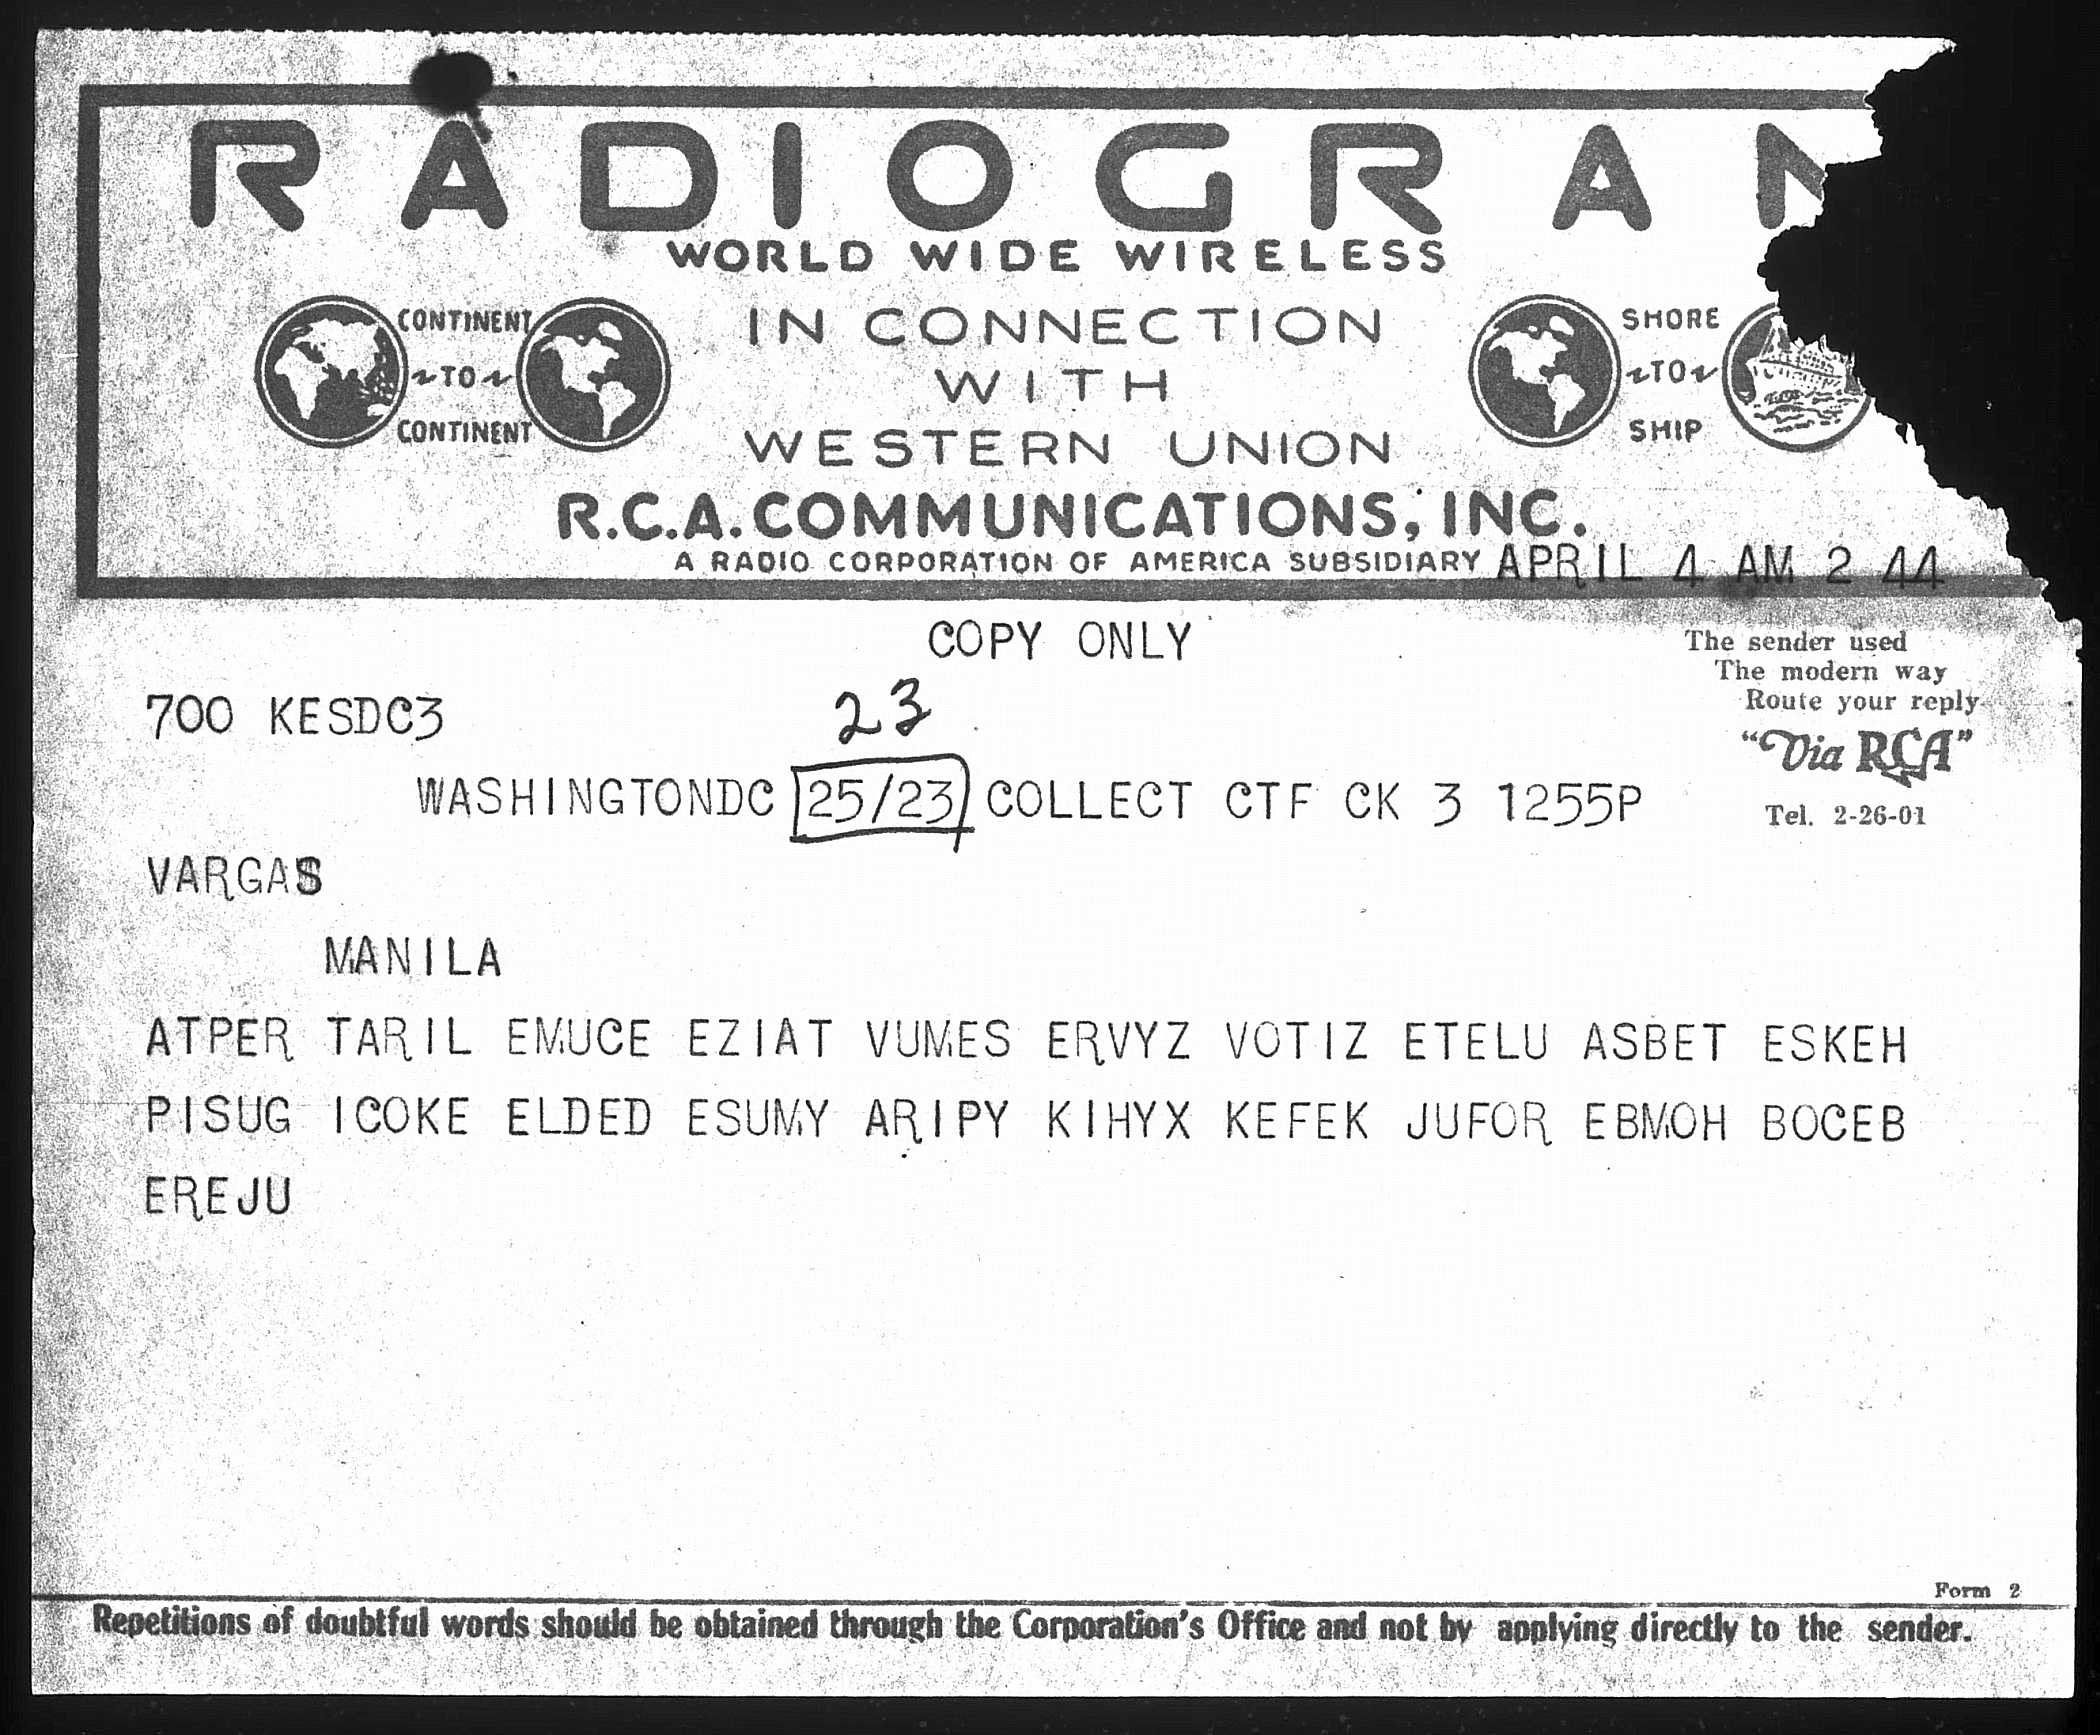 RADIOGRA
WORLD WIDE WIRELESS
CONTINENT
~TO~
CONTINENT
IN CONNECTION
WITH
WESTERN UNION
SHORE
~TO~
SHIP
R.C.A. COMMUNICATIONS, INC.
A RADIO CORPORATION OF AMERICA SUBSIDIARY APRIL 4 AM 2 44
COPY ONLY
The sender used
The modern way
Route your reply
"Via RCA"
Tel. 2-26-01
700 KESDC3
23
WASHINGTONDC 25/23 COLLECT CTF CK 3 1255P
VARGAS
MANILA
ATPER TARIL EMUCE EZIAT VUMES ERVYZ VOTIZ ETELU ASBET ESKEH
PISUG ICOKE ELDED ESUMY ARIPY KIHYX KEFEK JUFOR EBMOH BOCEB
EREJU
Form 2
Repetitions of doubtful words should be obtained through the Corporation's Office and not by applying directly to the sender.